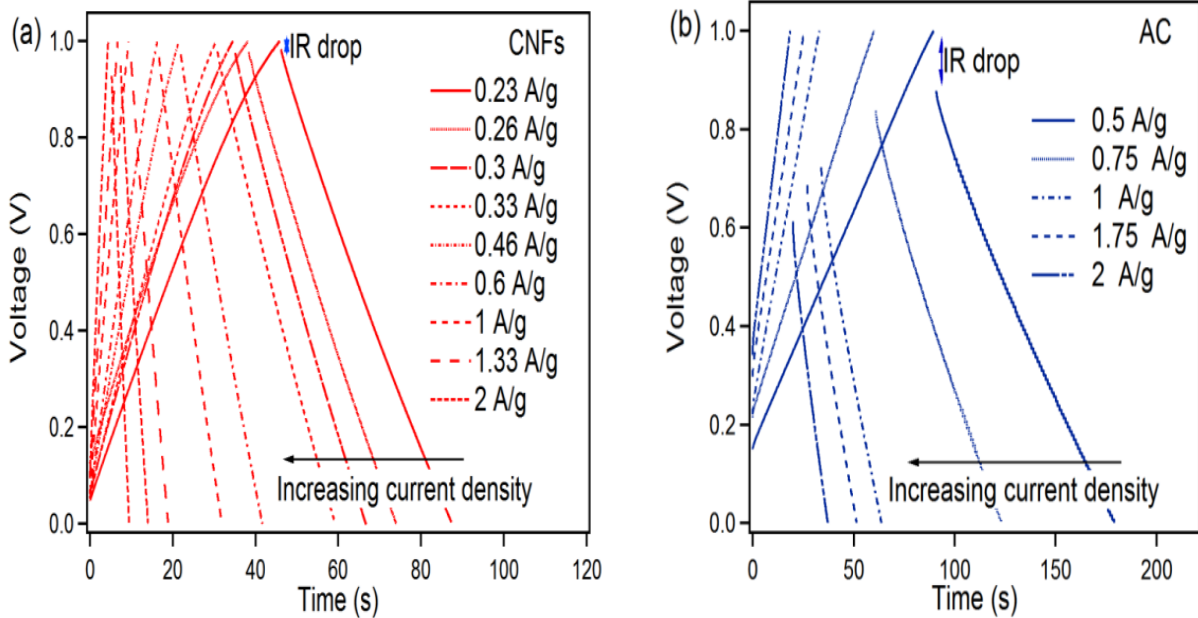 (a)
CNFs
IR drop
0.23 A/g
0.26 A/g
0.3 A/g
0.33 A/g
0.46 A/g
0.6 A/g
1 A/g
1.33 A/g
2 A/g
Increasing current density
Voltage (V)
1.0
0.8
0.6
0.4
0.2
0.0
0 20 40 60 80 100 120
Time (s)
(b)
AC
IR drop
0.5 A/g
0.75 A/g
1 A/g
1.75 A/g
2 A/g
Increasing current density
Voltage (V)
1.0
0.8
0.6
0.4
0.2
0.0
0 50 100 150 200
Time (s)